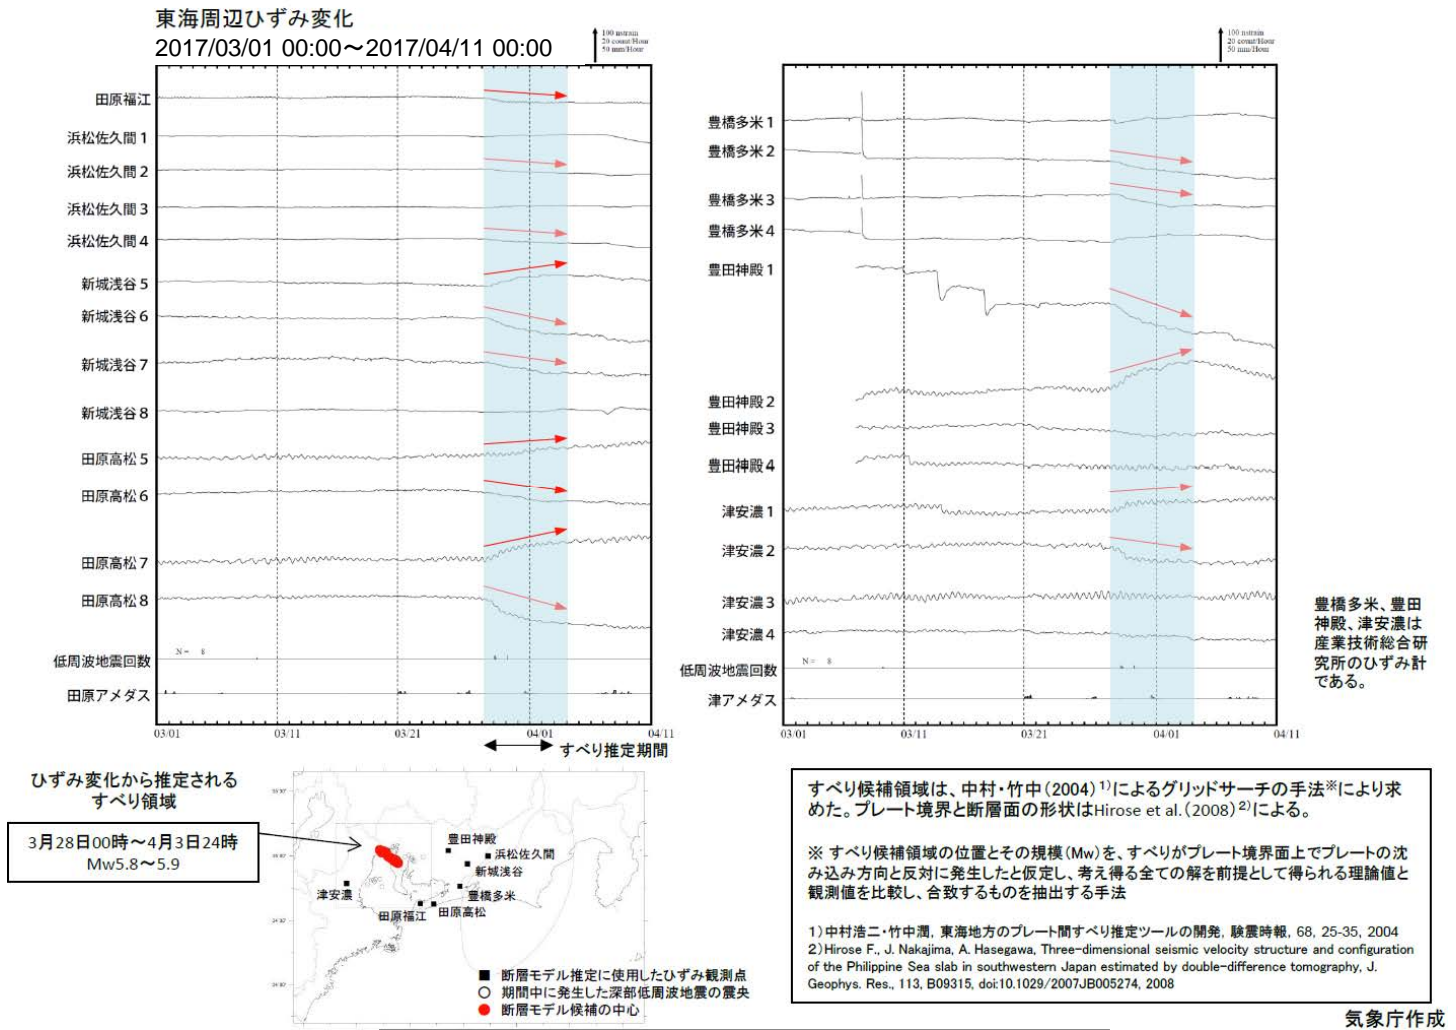 東海周辺ひずみ変化
2017/03/01 00:00～2017/04/11 00:00
100 nstrain
20 count/Hour
50 mm/Hour
田原福江
浜松佐久間 1
浜松佐久間 2
浜松佐久間 3
浜松佐久間 4
新城浅谷 5
新城浅谷 6
新城浅谷 7
新城浅谷 8
田原高松 5
田原高松 6
田原高松 7
田原高松 8
低周波地震回数
N= 8
田原アメダス
03/01 03/11 03/21 04/01 04/11
すべり推定期間
100 nstrain
20 count/Hour
50 mm/Hour
豊橋多米 1
豊橋多米 2
豊橋多米 3
豊橋多米 4
豊田神殿 1
豊田神殿 2
豊田神殿 3
豊田神殿 4
津安濃 1
津安濃 2
津安濃 3
津安濃 4
低周波地震回数
N= 8
津アメダス
03/01 03/11 03/21 04/01 04/11
豊橋多米、豊田
神殿、津安濃は
産業技術総合研
究所のひずみ計
である。
ひずみ変化から推定される
すべり領域
3月28日00時～4月3日24時
Mw5.8～5.9
豊田神殿
浜松佐久間
新城浅谷
津安濃
豊橋多米
田原福江
田原高松
断層モデル推定に使用したひずみ観測点
期間中に発生した深部低周波地震の震央
断層モデル候補の中心
すべり候補領域は、中村・竹中(2004)1)によるグリッドサーチの手法※により求
めた。プレート境界と断層面の形状はHirose et al.(2008)2)による。
※ すべり候補領域の位置とその規模(Mw)を、すべりがプレート境界面上でプレートの沈
み込み方向と反対に発生したと仮定し、考え得る全ての解を前提として得られる理論値と
観測値を比較し、合致するものを抽出する手法
1)中村浩二・竹中潤, 東海地方のプレート間すべり推定ツールの開発, 験震時報, 68, 25-35, 2004
2)Hirose F., J. Nakajima, A. Hasegawa, Three-dimensional seismic velocity structure and configuration
of the Philippine Sea slab in southwestern Japan estimated by double-difference tomography, J.
Geophys. Res., 113, B09315, doi:10.1029/2007JB005274, 2008
気象庁作成